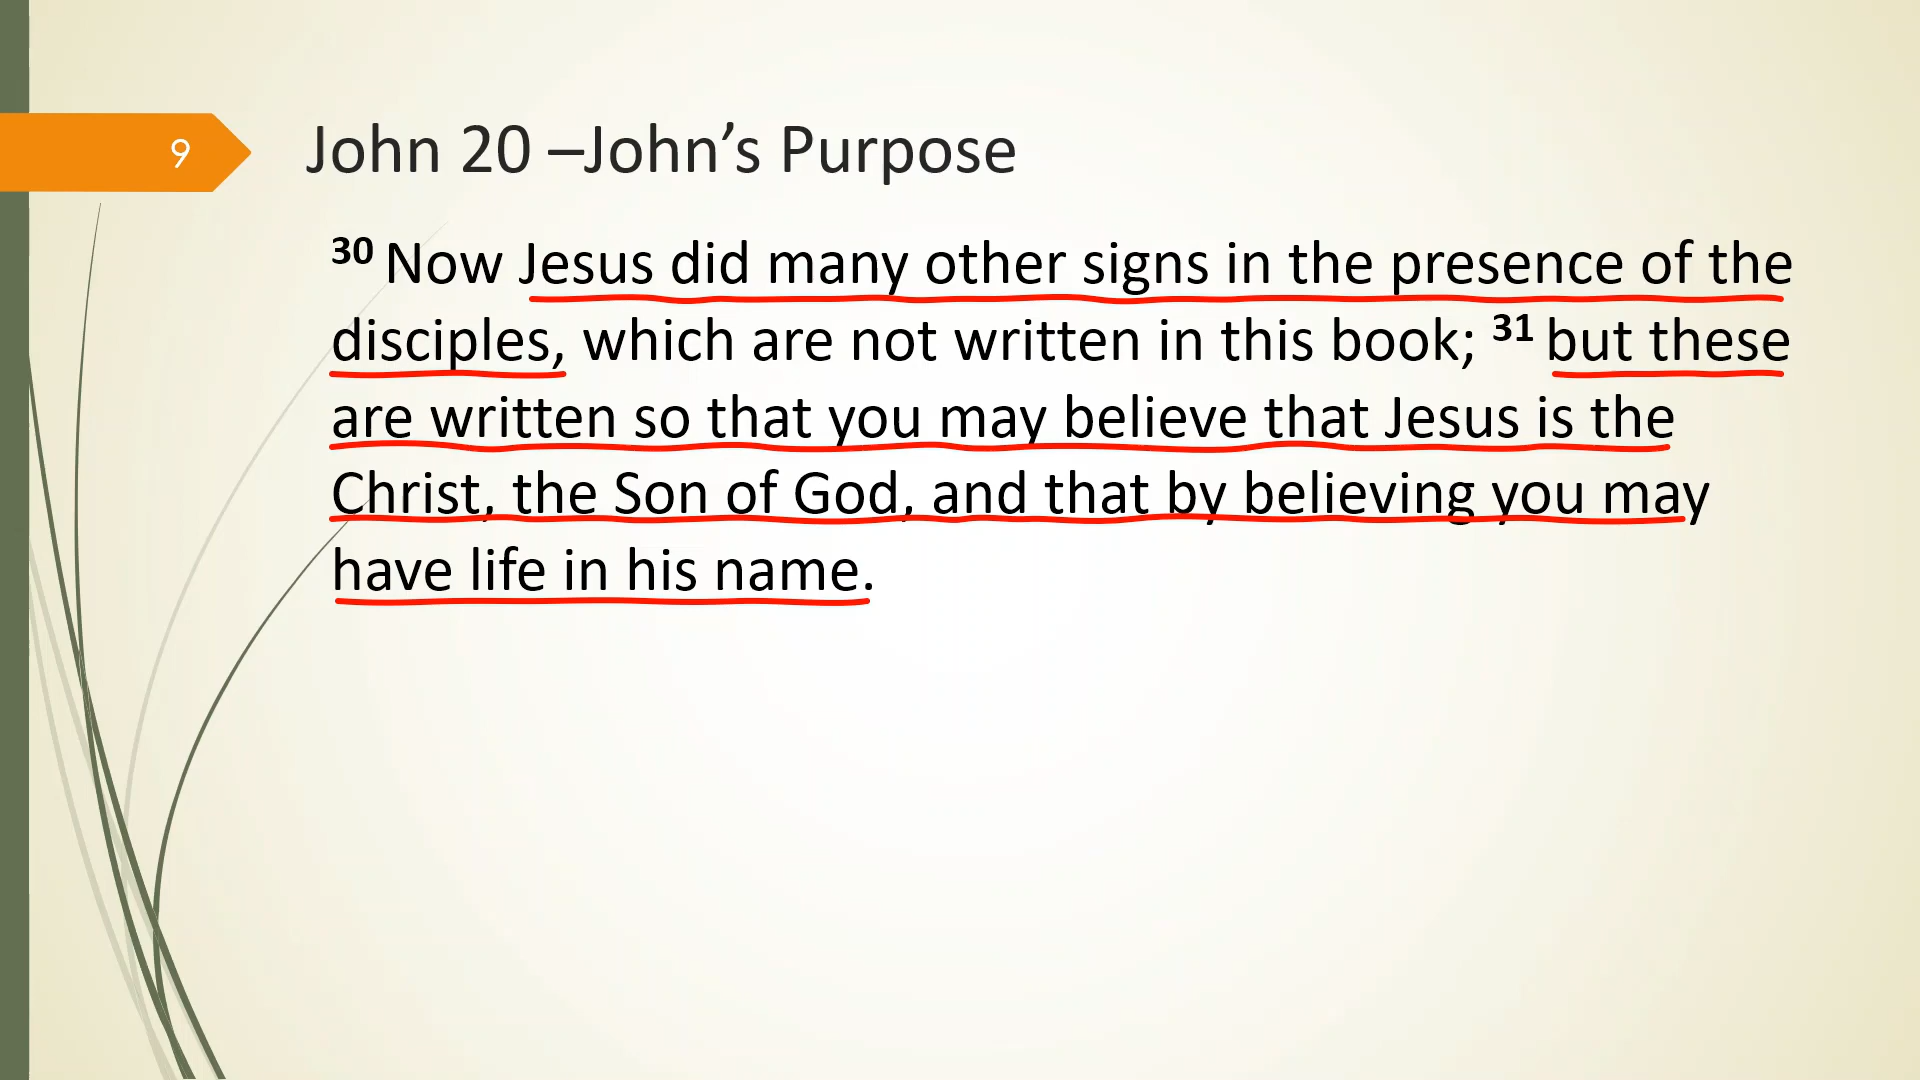 9
John 20 –John’s Purpose
30 Now Jesus did many other signs in the presence of the
disciples, which are not written in this book; 31 but these
are written so that you may believe that Jesus is the
Christ, the Son of God, and that by believing you may
have life in his name.